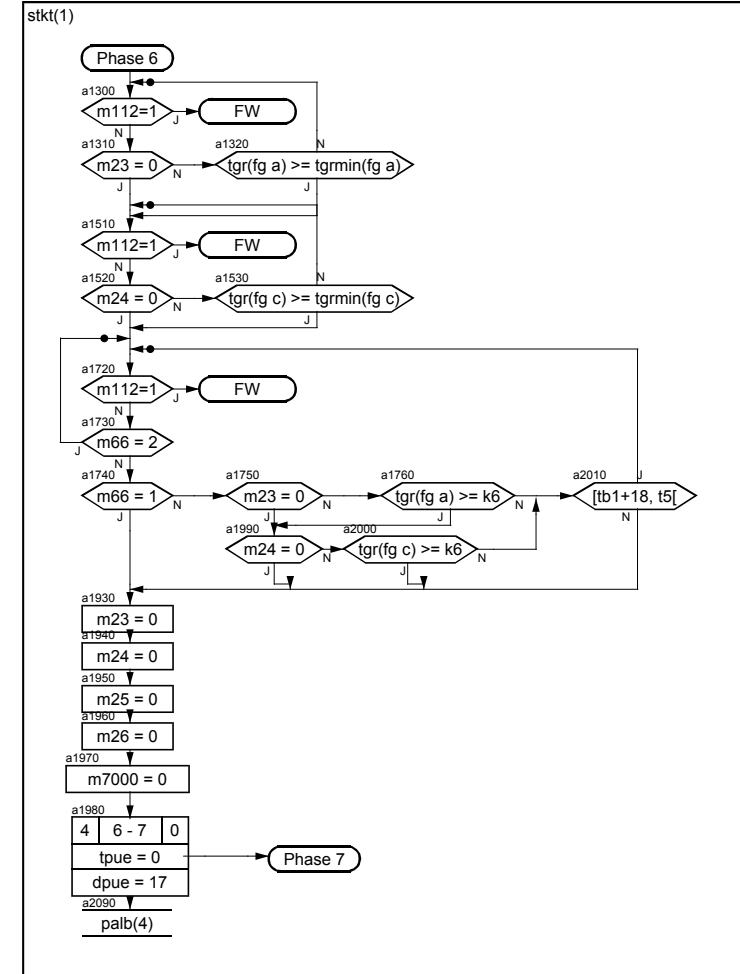 stkt(1)
Phase 6
a1300
m112=1
J
FW
N
a1310
m23 = 0
N
J
a1320
N
tgr(fg a) >= tgrmin(fg a)
J
a1510
m112=1
J
FW
N
a1520
m24 = 0
N
J
a1530
N
tgr(fg c) >= tgrmin(fg c)
J
a1720
m112=1
J
FW
N
a1730
m66 = 2
J
N
a1740
m66 = 1
N
J
a1750
m23 = 0
N
J
a1760
tgr(fg a) >= k6
N
J
a2010
J
[tb1+18, t5[
N
a1990
m24 = 0
N
J
a2000
tgr(fg c) >= k6
N
J
a1930
m23 = 0
a1940
m24 = 0
a1950
m25 = 0
a1960
m26 = 0
a1970
m7000 = 0
a1980
4 6 - 7 0
tpue = 0
Phase 7
dpue = 17
a2090
palb(4)